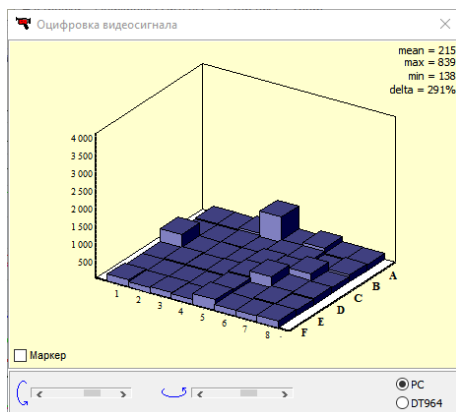 Оцифровка видеосигнала
mean = 215
max = 839
min = 138
delta = 291%
4 000
3 500
3 000
2 500
2 000
1 500
1 000
500
1 2 3 4 5 6 7 8
F E D C B A
Маркер
PC
DT964